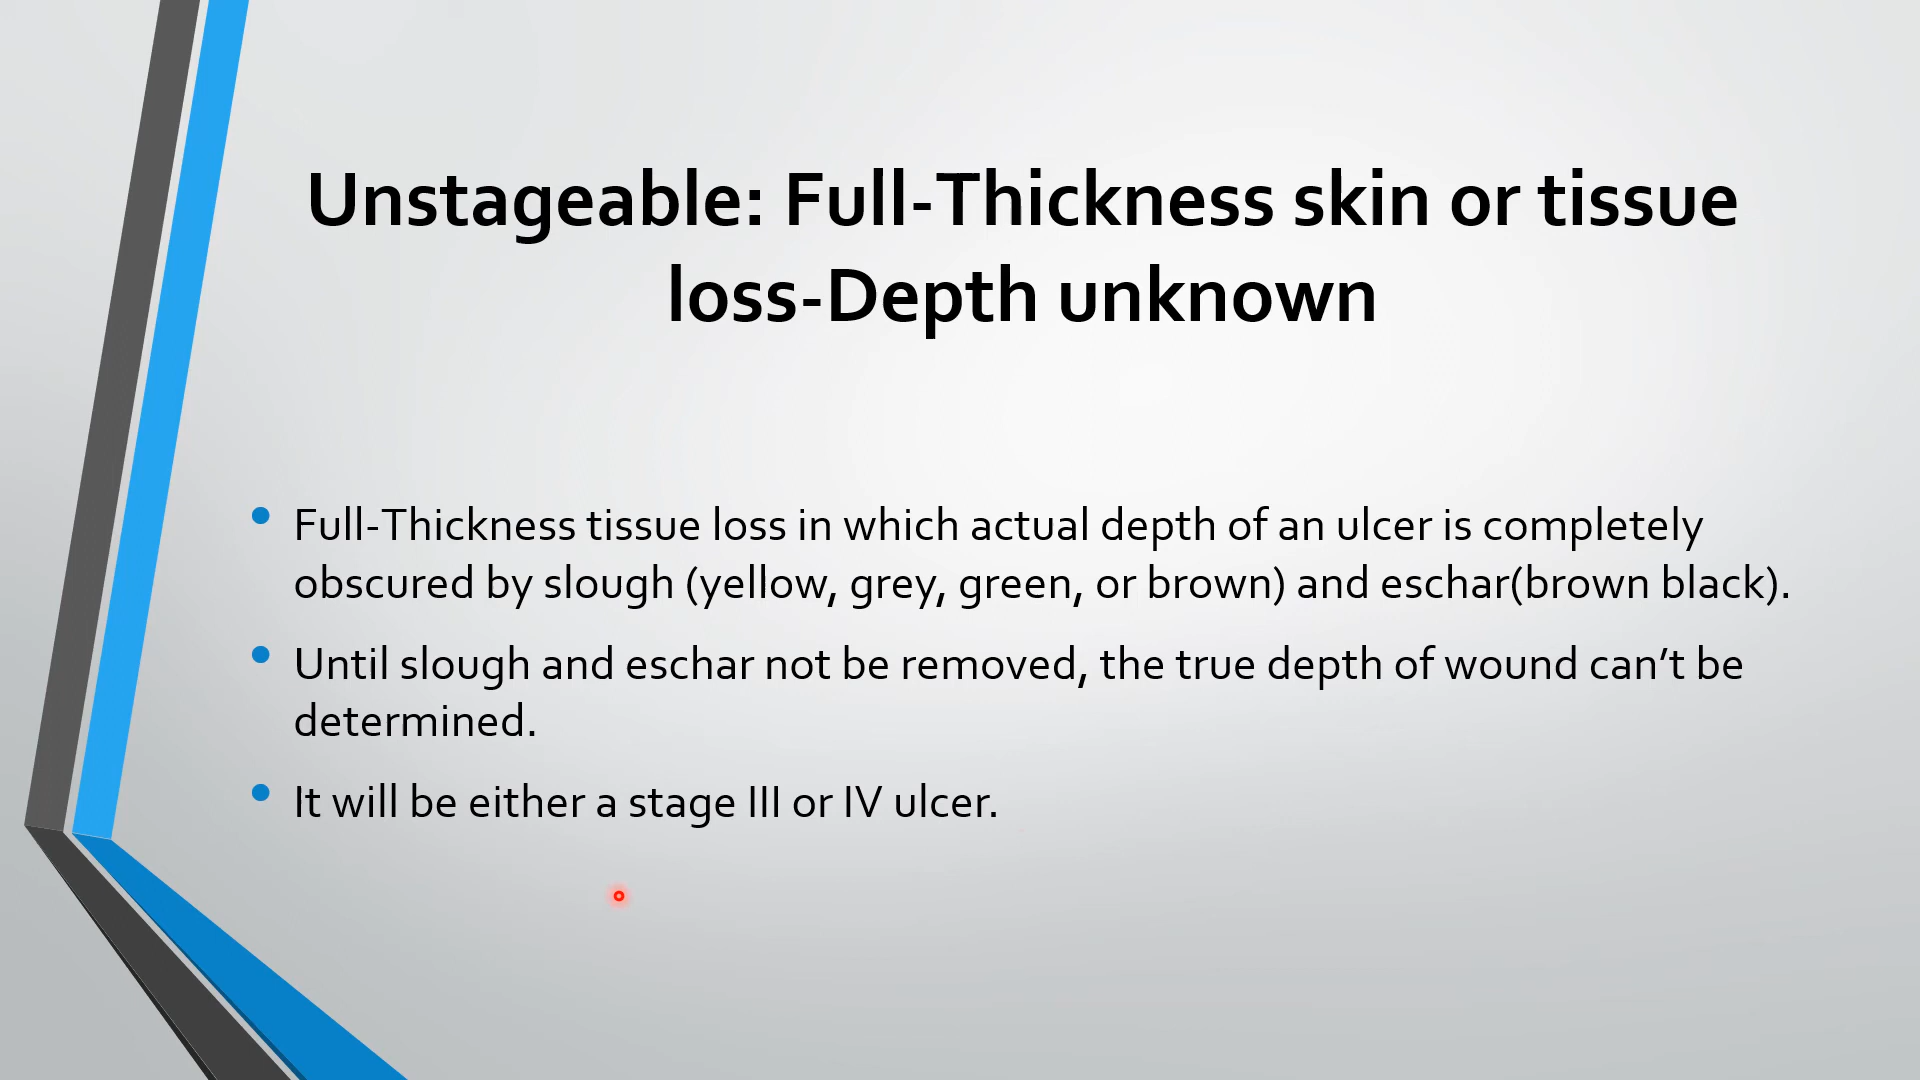 Unstageable: Full-Thickness skin or tissue
loss-Depth unknown
• Full-Thickness tissue loss in which actual depth of an ulcer is completely
obscured by slough (yellow, grey, green, or brown) and eschar(brown black).
• Until slough and eschar not be removed, the true depth of wound can’t be
determined.
• It will be either a stage III or IV ulcer.